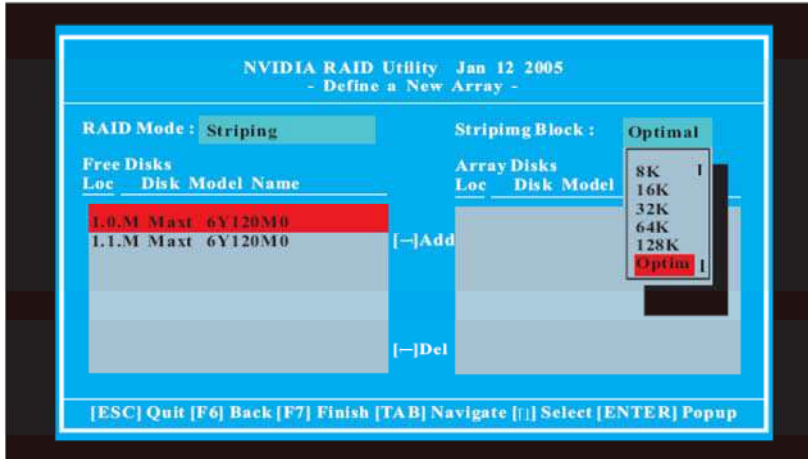 NVIDIA RAID Utility Jan 12 2005
- Define a New Array -
RAID Mode : Striping
Stripimg Block : Optimal
Free Disks
Loc Disk Model Name
Array Disks
Loc Disk Model
8K
16K
32K
64K
128K
Optim
1.0.M Maxt 6Y120M0
1.1.M Maxt 6Y120M0
[—]Add
[—]Del
[ESC] Quit [F6] Back [F7] Finish [TAB] Navigate [↑↓] Select [ENTER] Popup